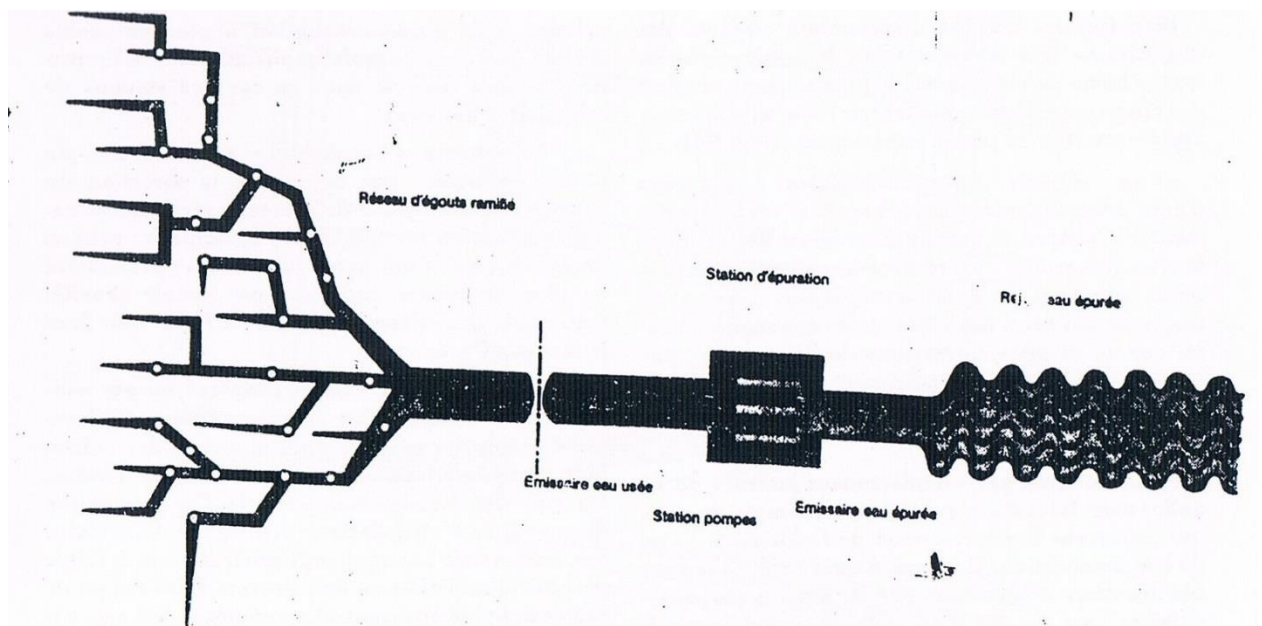 Réseau d'égouts ramifié
Station d'épuration
eau épurée
Emissaire eau usée
Station pompes
Emissaire eau épurée